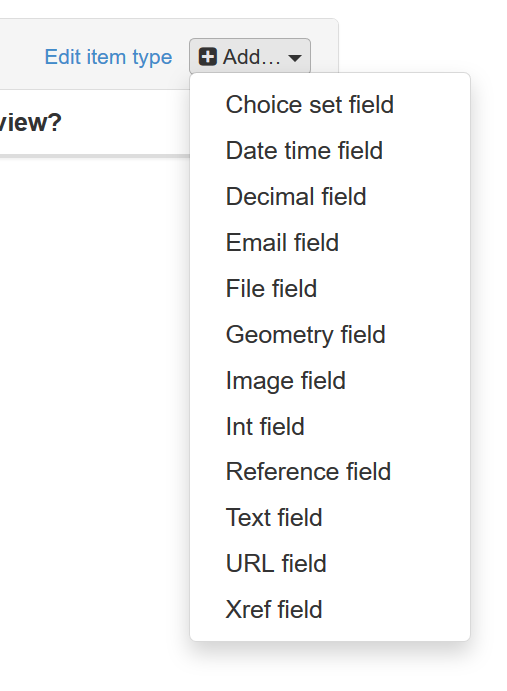 Edit item type Add...
view?
Choice set field
Date time field
Decimal field
Email field
File field
Geometry field
Image field
Int field
Reference field
Text field
URL field
Xref field